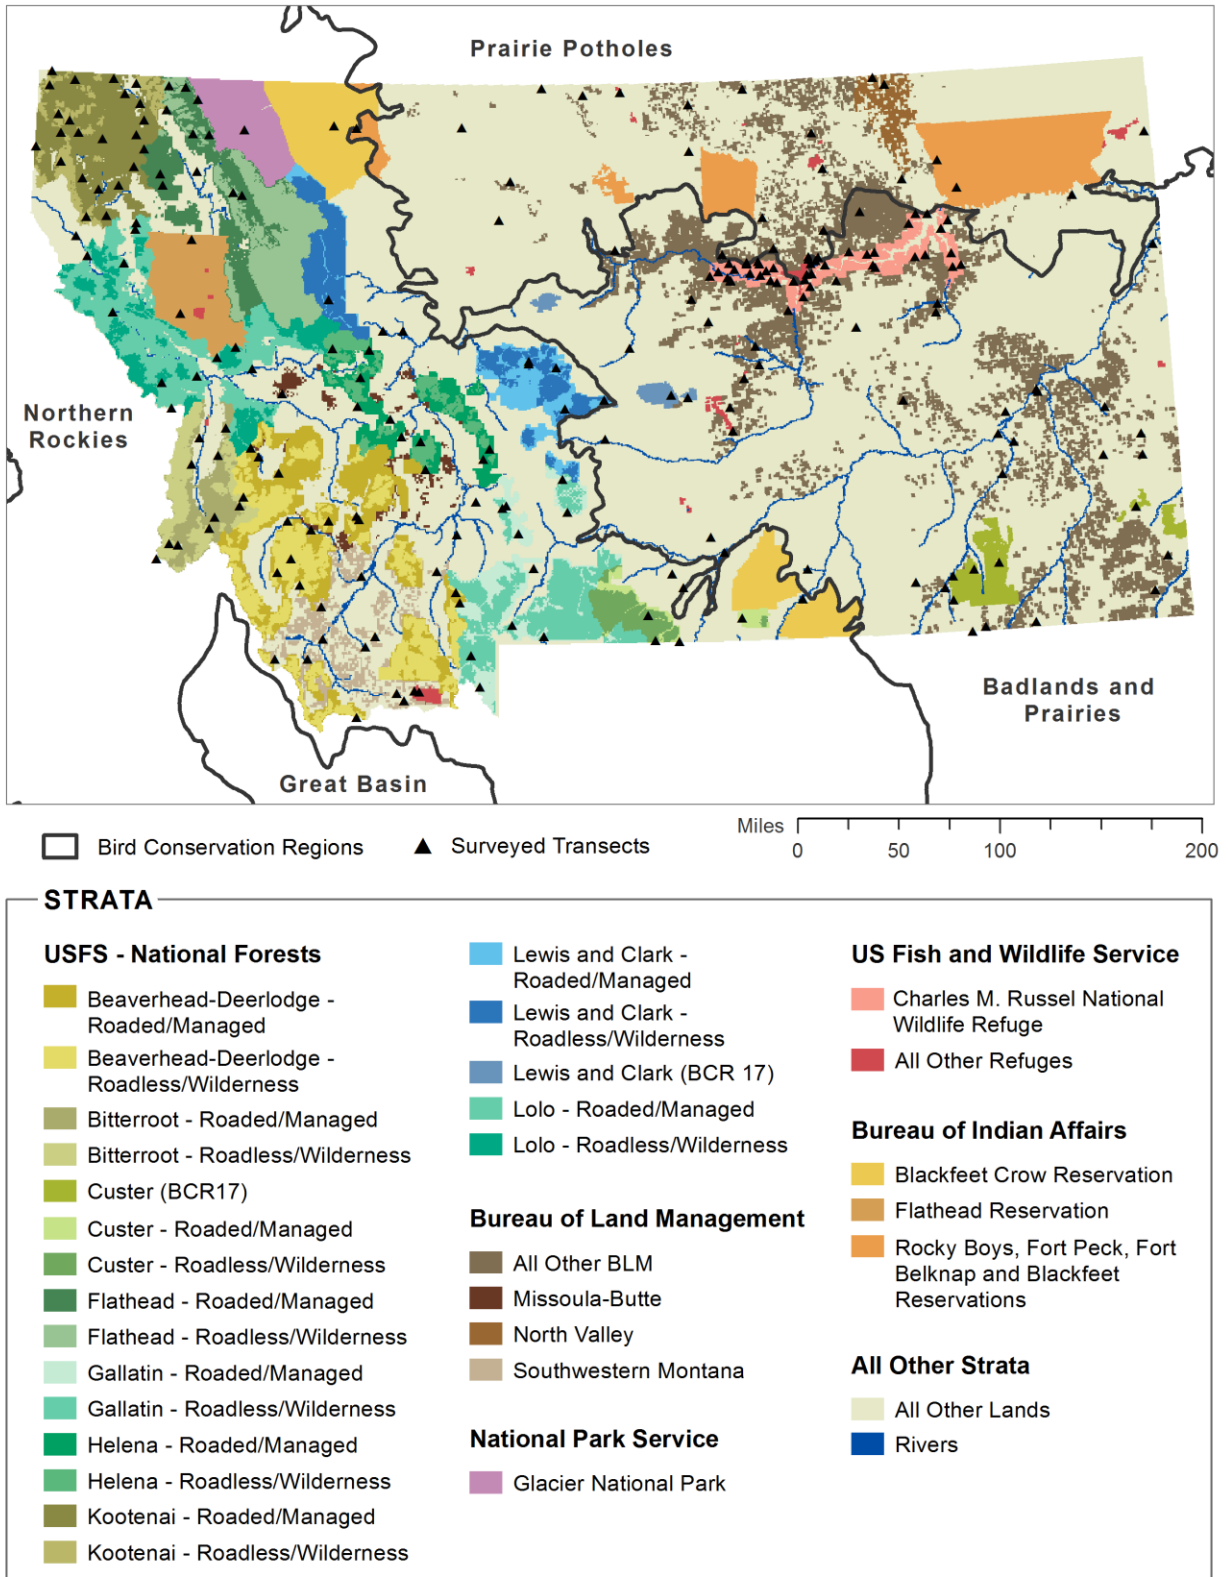 Prairie Potholes
Northern
Rockies
Badlands and
Prairies
Great Basin
Bird Conservation Regions
Surveyed Transects
Miles
0
50
100
200
STRATA
USFS - National Forests
Beaverhead-Deerlodge -
Roaded/Managed
Beaverhead-Deerlodge -
Roadless/Wilderness
Bitterroot - Roaded/Managed
Bitterroot - Roadless/Wilderness
Custer (BCR17)
Custer - Roaded/Managed
Custer - Roadless/Wilderness
Flathead - Roaded/Managed
Flathead - Roadless/Wilderness
Gallatin - Roaded/Managed
Gallatin - Roadless/Wilderness
Helena - Roaded/Managed
Helena - Roadless/Wilderness
Kootenai - Roaded/Managed
Kootenai - Roadless/Wilderness
Lewis and Clark -
Roaded/Managed
Lewis and Clark -
Roadless/Wilderness
Lewis and Clark (BCR 17)
Lolo - Roaded/Managed
Lolo - Roadless/Wilderness
Bureau of Land Management
All Other BLM
Missoula-Butte
North Valley
Southwestern Montana
National Park Service
Glacier National Park
US Fish and Wildlife Service
Charles M. Russel National
Wildlife Refuge
All Other Refuges
Bureau of Indian Affairs
Blackfeet Crow Reservation
Flathead Reservation
Rocky Boys, Fort Peck, Fort
Belknap and Blackfeet
Reservations
All Other Strata
All Other Lands
Rivers